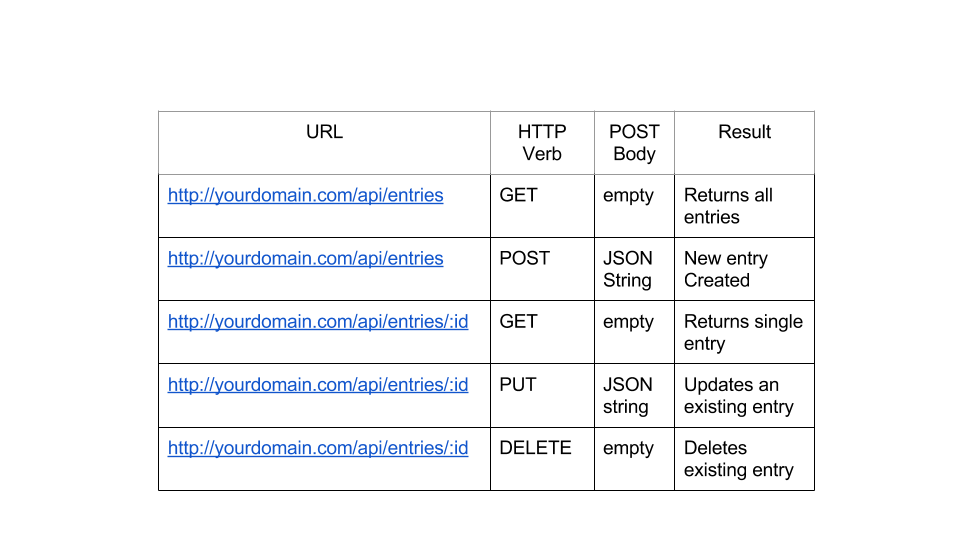 URL HTTP Verb POST Body Result
http://yourdomain.com/api/entries GET empty Returns all entries
http://yourdomain.com/api/entries POST JSON String New entry Created
http://yourdomain.com/api/entries/:id GET empty Returns single entry
http://yourdomain.com/api/entries/:id PUT JSON string Updates an existing entry
http://yourdomain.com/api/entries/:id DELETE empty Deletes existing entry